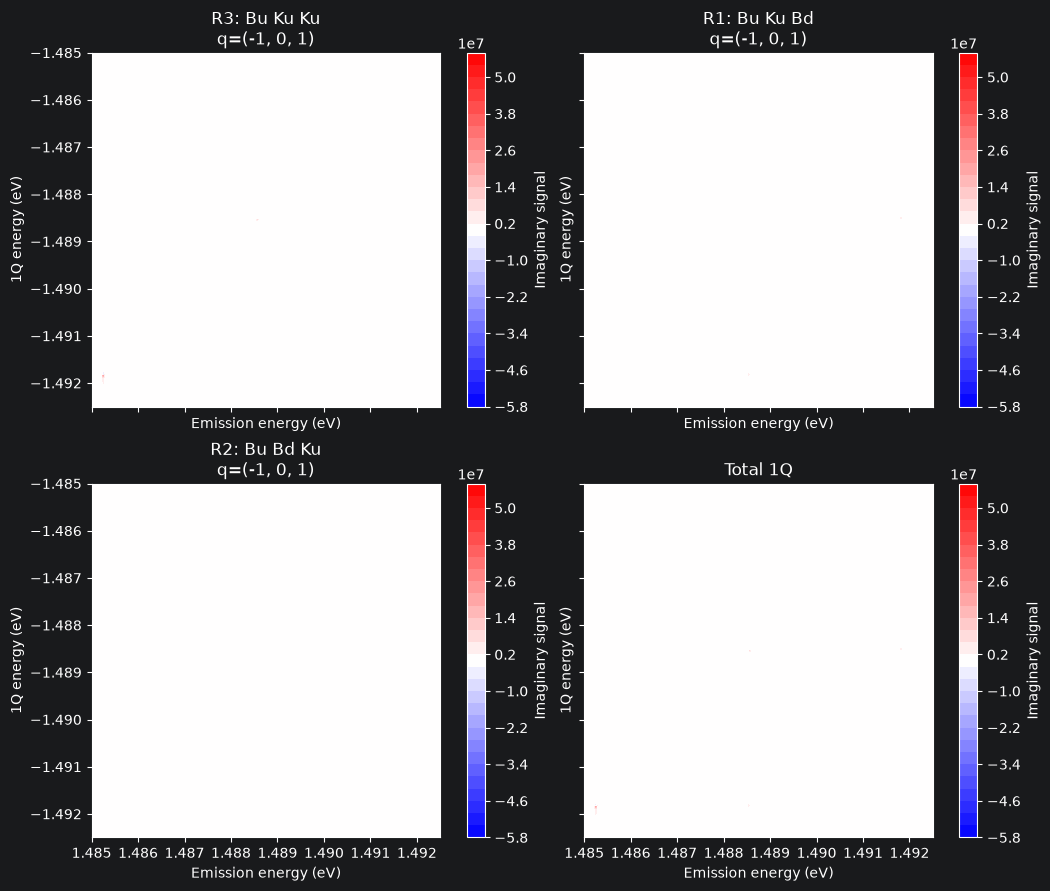 R3: Bu Ku Ku
q=(-1, 0, 1)
1e7
−1.485
−1.486
−1.487
−1.488
−1.489
−1.490
−1.491
−1.492
1Q energy (eV)
Emission energy (eV)
5.0
3.8
2.6
1.4
0.2
−1.0
−2.2
−3.4
−4.6
−5.8
Imaginary signal
R1: Bu Ku Bd
q=(-1, 0, 1)
1e7
1Q energy (eV)
Emission energy (eV)
5.0
3.8
2.6
1.4
0.2
−1.0
−2.2
−3.4
−4.6
−5.8
Imaginary signal
R2: Bu Bd Ku
q=(-1, 0, 1)
1e7
−1.485
−1.486
−1.487
−1.488
−1.489
−1.490
−1.491
−1.492
1Q energy (eV)
1.485 1.486 1.487 1.488 1.489 1.490 1.491 1.492
Emission energy (eV)
5.0
3.8
2.6
1.4
0.2
−1.0
−2.2
−3.4
−4.6
−5.8
Imaginary signal
Total 1Q
1e7
1Q energy (eV)
1.485 1.486 1.487 1.488 1.489 1.490 1.491 1.492
Emission energy (eV)
5.0
3.8
2.6
1.4
0.2
−1.0
−2.2
−3.4
−4.6
−5.8
Imaginary signal